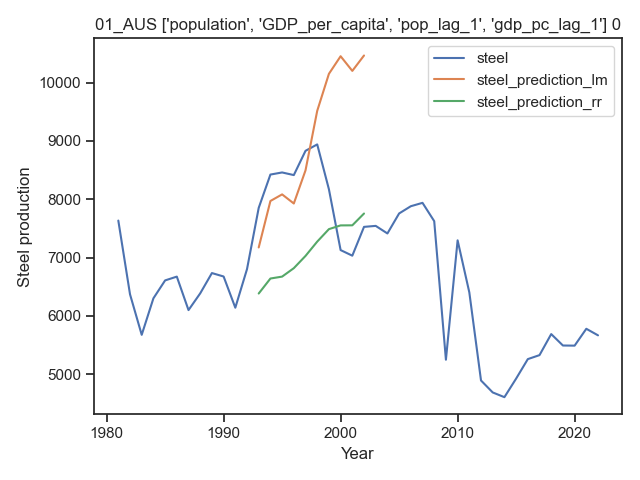 01_AUS ['population', 'GDP_per_capita', 'pop_lag_1', 'gdp_pc_lag_1'] 0
steel
steel_prediction_lm
steel_prediction_rr
Steel production
10000
9000
8000
7000
6000
5000
1980
1990
2000
2010
2020
Year